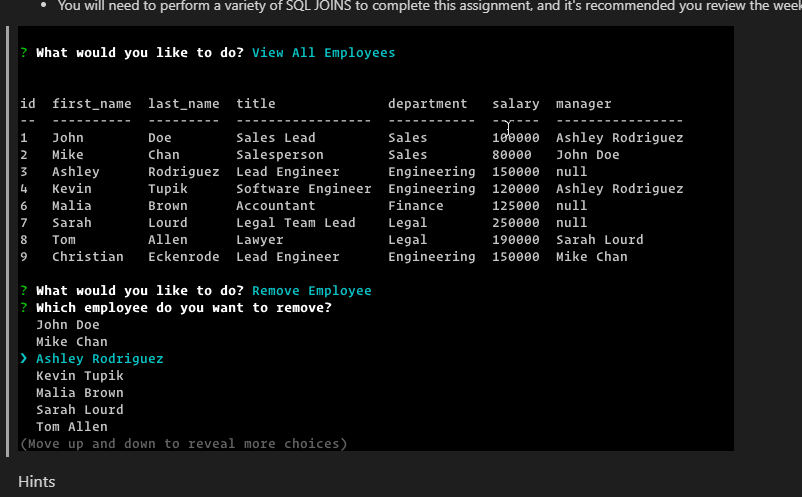 • You will need to perform a variety of SQL JOINS to complete this assignment, and it's recommended you review the week
? What would you like to do? View All Employees
id first_name last_name title department salary manager
-- ---------- --------- ----------------- ----------- ------ ----------------
1 John Doe Sales Lead Sales 100000 Ashley Rodriguez
2 Mike Chan Salesperson Sales 80000 John Doe
3 Ashley Rodriguez Lead Engineer Engineering 150000 null
4 Kevin Tupik Software Engineer Engineering 120000 Ashley Rodriguez
6 Malia Brown Accountant Finance 125000 null
7 Sarah Lourd Legal Team Lead Legal 250000 null
8 Tom Allen Lawyer Legal 190000 Sarah Lourd
9 Christian Eckenrode Lead Engineer Engineering 150000 Mike Chan
? What would you like to do? Remove Employee
? Which employee do you want to remove?
John Doe
Mike Chan
❯ Ashley Rodriguez
Kevin Tupik
Malia Brown
Sarah Lourd
Tom Allen
(Move up and down to reveal more choices)
Hints